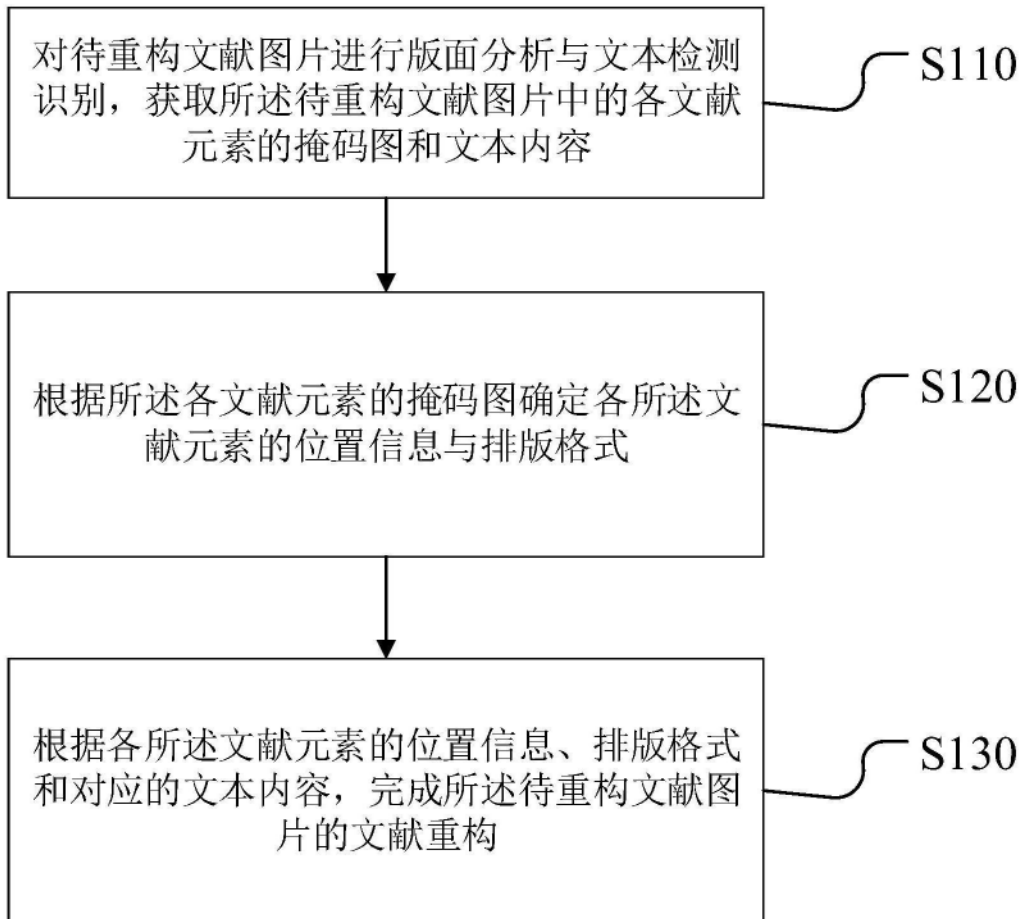 对待重构文献图片进行版面分析与文本检测
识别，获取所述待重构文献图片中的各文献
元素的掩码图和文本内容
S110
根据所述各文献元素的掩码图确定各所述文
献元素的位置信息与排版格式
S120
根据各所述文献元素的位置信息、排版格式
和对应的文本内容，完成所述待重构文献图
片的文献重构
S130